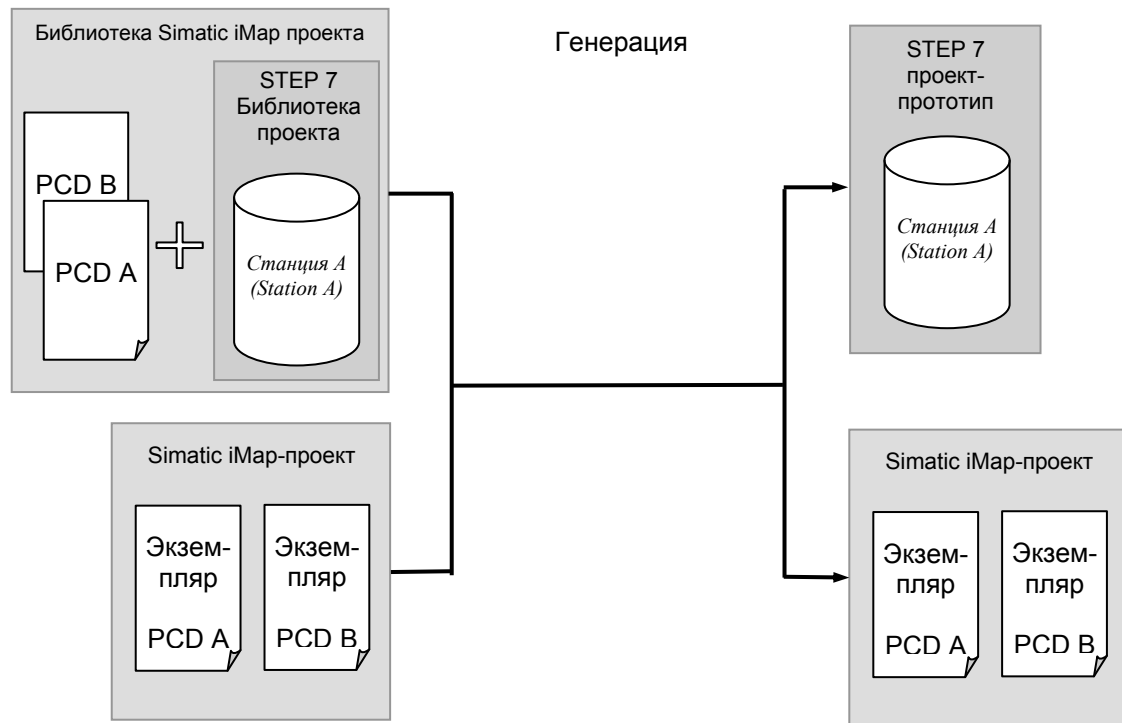 Библиотека Simatic iMap проекта
STEP 7
Библиотека
проекта
PCD B
PCD A
Станция А
(Station A)
Генерация
STEP 7
проект-
прототип
Станция А
(Station A)
Simatic iMap-проект
Экзем-
пляр
PCD A
Экзем-
пляр
PCD B
Simatic iMap-проект
Экзем-
пляр
PCD A
Экзем-
пляр
PCD B